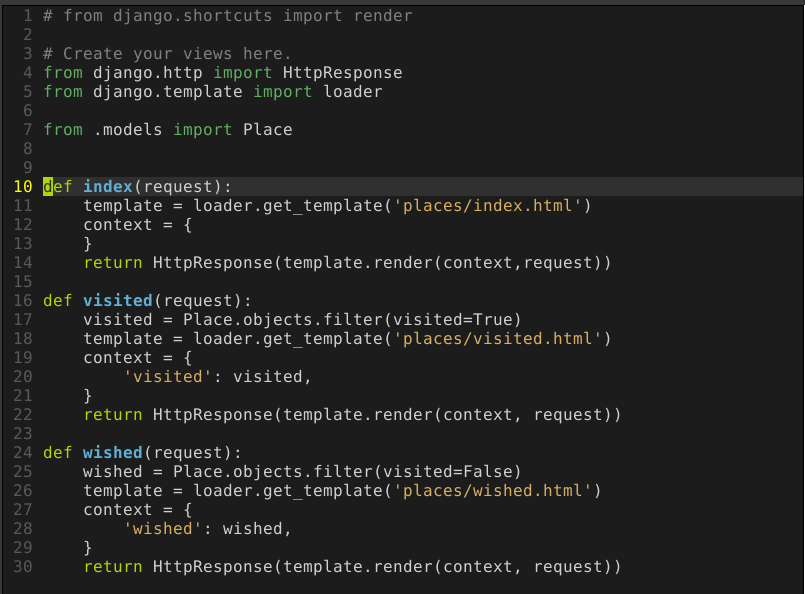 1 # from django.shortcuts import render
2
3 # Create your views here.
4 from django.http import HttpResponse
5 from django.template import loader
6
7 from .models import Place
8
9
10 def index(request):
11     template = loader.get_template('places/index.html')
12     context = {
13     }
14     return HttpResponse(template.render(context,request))
15
16 def visited(request):
17     visited = Place.objects.filter(visited=True)
18     template = loader.get_template('places/visited.html')
19     context = {
20         'visited': visited,
21     }
22     return HttpResponse(template.render(context, request))
23
24 def wished(request):
25     wished = Place.objects.filter(visited=False)
26     template = loader.get_template('places/wished.html')
27     context = {
28         'wished': wished,
29     }
30     return HttpResponse(template.render(context, request))